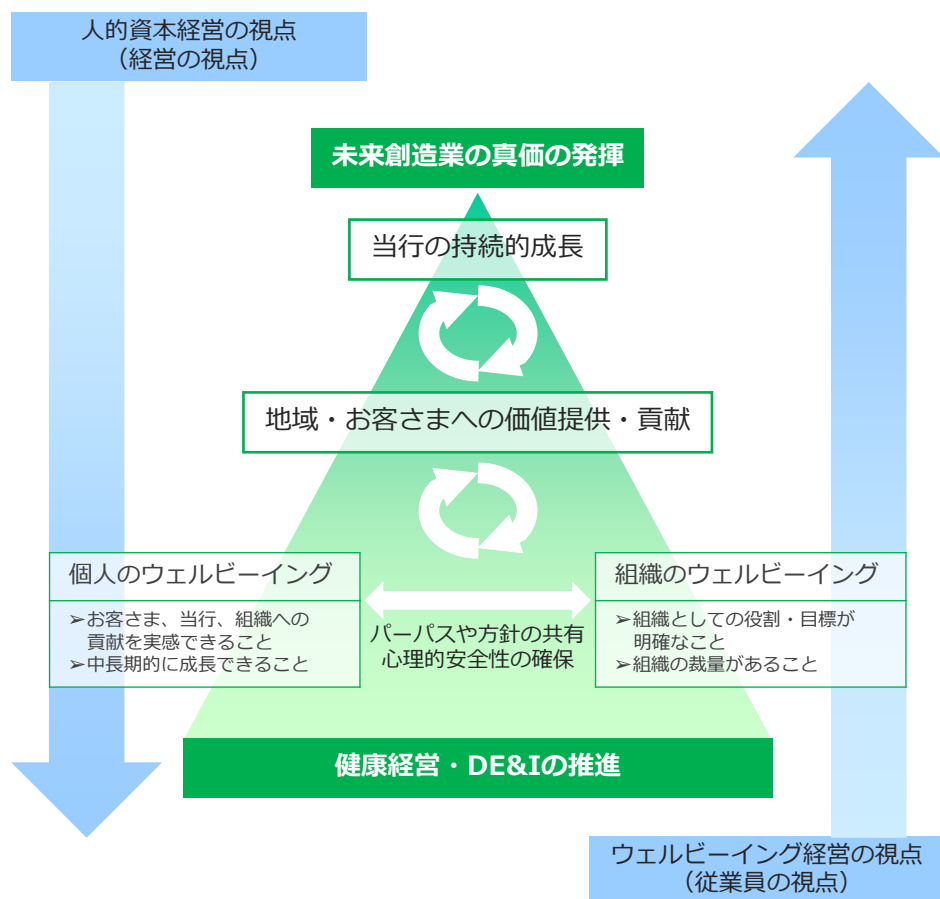 人的資本経営の視点
（経営の視点）
未来創造業の真価の発揮
当行の持続的成長
地域・お客さまへの価値提供・貢献
個人のウェルビーイング
➢お客さま、当行、組織への
貢献を実感できること
➢中長期的に成長できること
パーパスや方針の共有
心理的安全性の確保
組織のウェルビーイング
➢組織としての役割・目標が
明確なこと
➢組織の裁量があること
健康経営・DE&Iの推進
ウェルビーイング経営の視点
（従業員の視点）